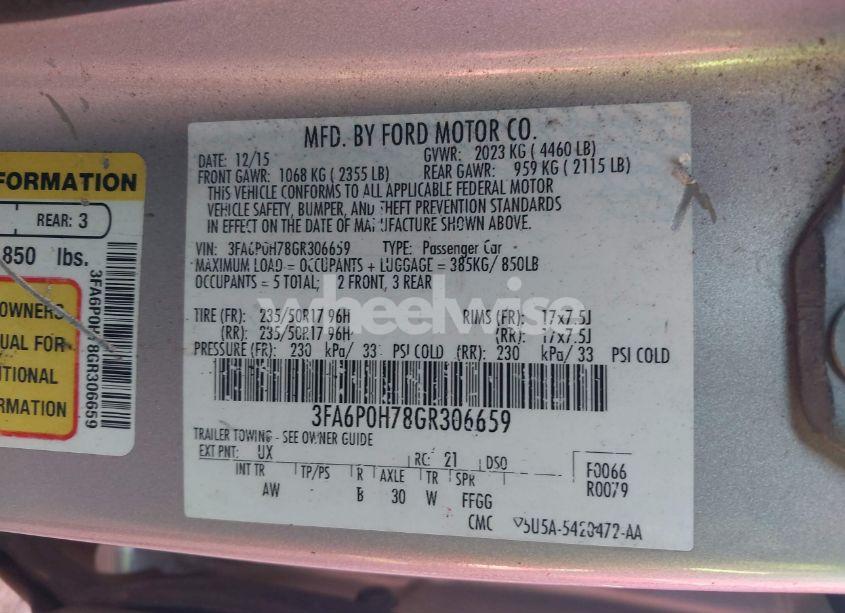 FORMATION
REAR: 3
850 lbs.
OWNERS
UAL FOR
ITIONAL
ORMATION
3FA6P0H78GR306659
MFD. BY FORD MOTOR CO.
DATE: 12/15 GVWR: 2023 KG ( 4460 LB)
FRONT GAWR: 1068 KG ( 2355 LB) REAR GAWR: 959 KG ( 2115 LB)
THIS VEHICLE CONFORMS TO ALL APPLICABLE FEDERAL MOTOR
VEHICLE SAFETY, BUMPER, AND THEFT PREVENTION STANDARDS
IN EFFECT ON THE DATE OF MANUFACTURE SHOWN ABOVE.
VIN: 3FA6P0H78GR306659 TYPE: Passenger Car
MAXIMUM LOAD = OCCUPANTS + LUGGAGE = 385KG/ 850LB
OCCUPANTS = 5 TOTAL; 2 FRONT, 3 REAR
wheelwise
TIRE (FR): 235/50R17 96H RIMS (FR): 17x7.5J
(RR): 235/50R17 96H (RR): 17x7.5J
PRESSURE (FR): 230 kPa/ 33 PSI COLD (RR): 230 kPa/ 33 PSI COLD
3FA6P0H78GR306659
TRAILER TOWING - SEE OWNER GUIDE
EXT PNT: UX RC: 21 DSO F0066
INT TR TP/PS R AXLE TR SPR R0079
AW B 30 W FFGG
CMC 5U5A-5420472-AA